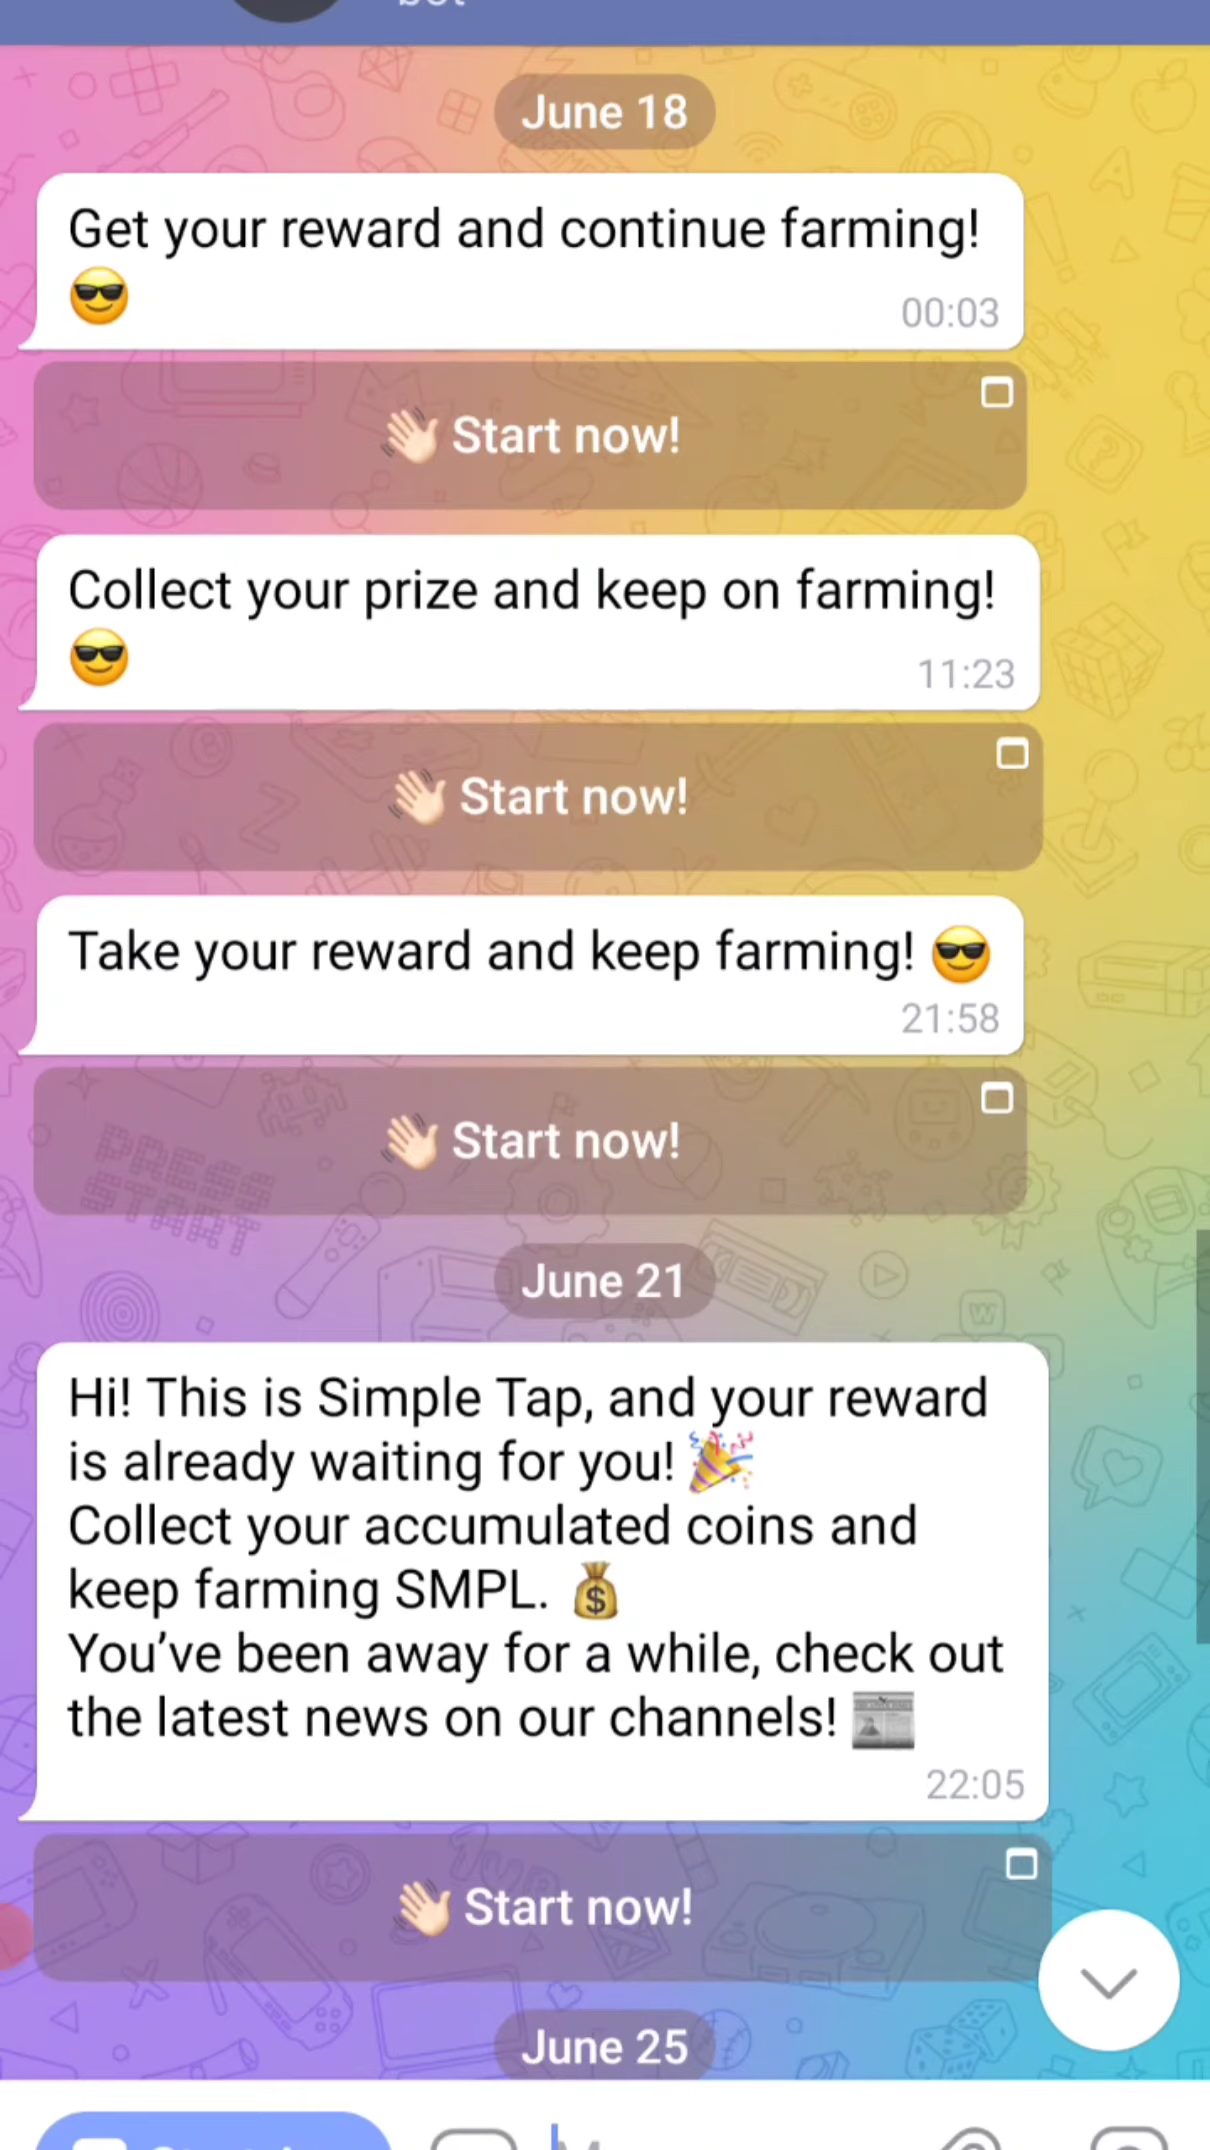 bot
June 18
Get your reward and continue farming!
😎
00:03
👋🏻 Start now!
Collect your prize and keep on farming!
😎
11:23
👋🏻 Start now!
Take your reward and keep farming! 😎
21:58
👋🏻 Start now!
PRESS
START
June 21
Hi! This is Simple Tap, and your reward
is already waiting for you! 🎉
Collect your accumulated coins and
keep farming SMPL. 💰
You’ve been away for a while, check out
the latest news on our channels! 📰
22:05
👋🏻 Start now!
June 25